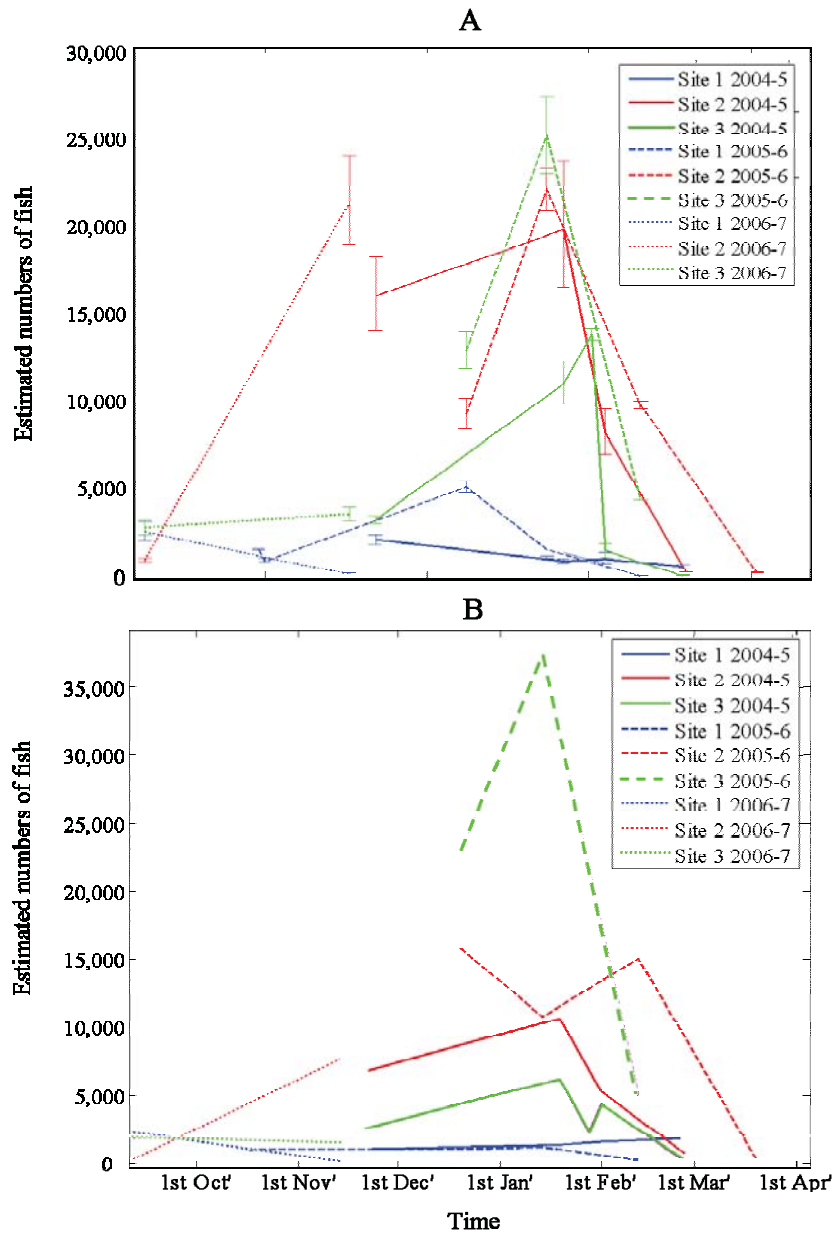 A
30,000
25,000
20,000
15,000
10,000
5,000
0
Estimated numbers of fish
Site 1 2004-5
Site 2 2004-5
Site 3 2004-5
Site 1 2005-6
Site 2 2005-6
Site 3 2005-6
Site 1 2006-7
Site 2 2006-7
Site 3 2006-7
B
35,000
30,000
25,000
20,000
15,000
10,000
5,000
0
Estimated numbers of fish
Site 1 2004-5
Site 2 2004-5
Site 3 2004-5
Site 1 2005-6
Site 2 2005-6
Site 3 2005-6
Site 1 2006-7
Site 2 2006-7
Site 3 2006-7
1st Oct' 1st Nov' 1st Dec' 1st Jan' 1st Feb' 1st Mar' 1st Apr'
Time